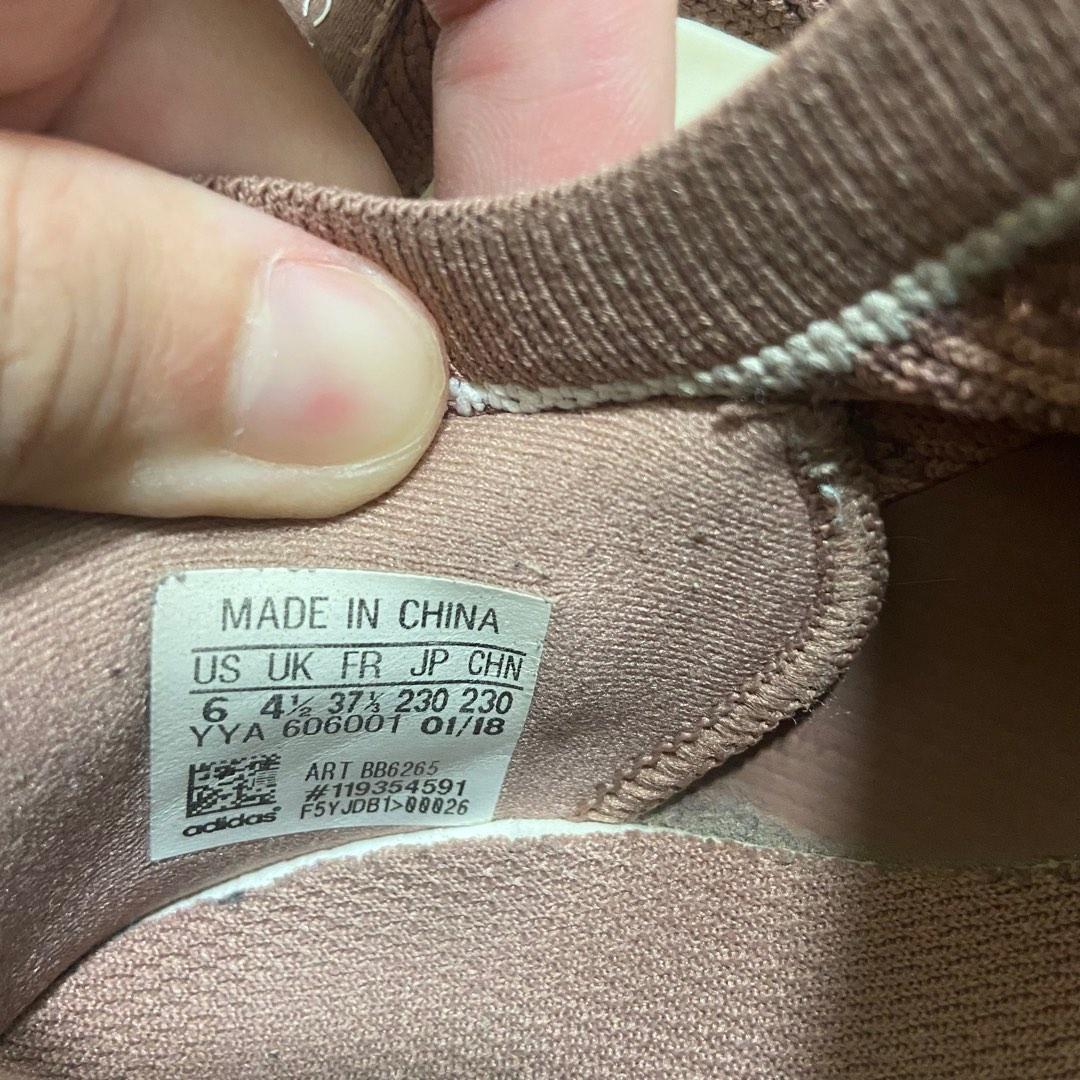 MADE IN CHINA
US UK FR JP CHN
6 4½ 37⅓ 230 230
YYA 606001 01/18
ART BB6265
#119354591
F5YJDB1>00026
adidas